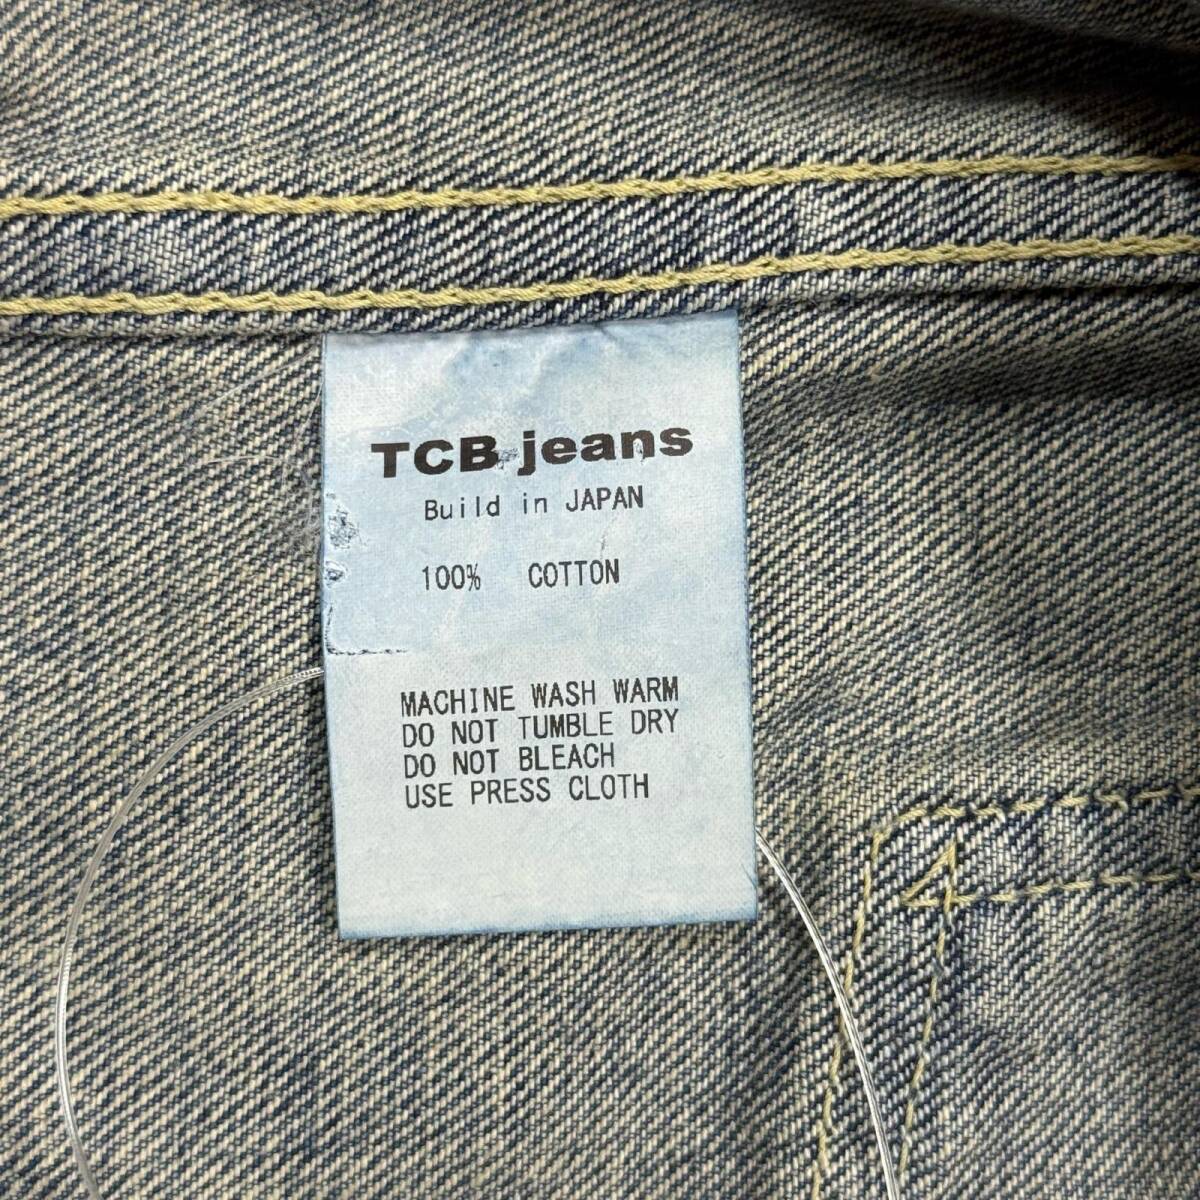 TCB jeans
Build in JAPAN
100% COTTON
MACHINE WASH WARM
DO NOT TUMBLE DRY
DO NOT BLEACH
USE PRESS CLOTH